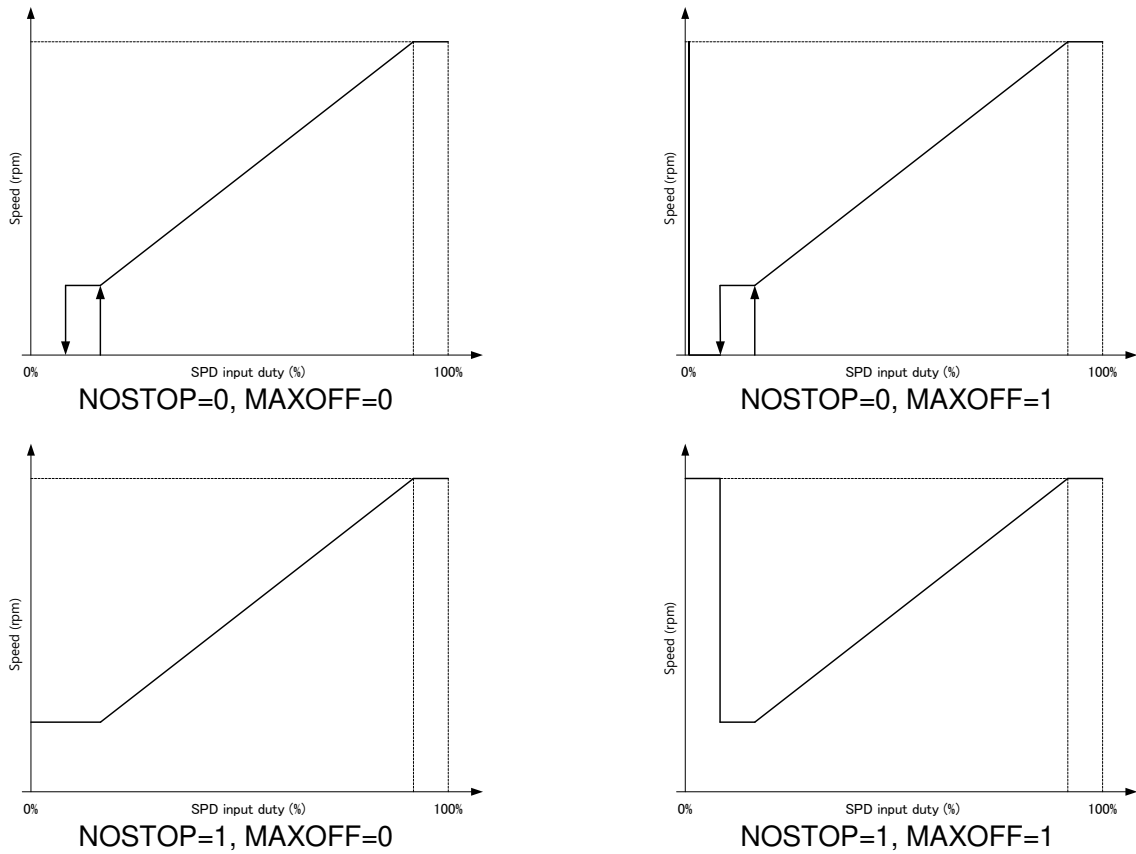 Speed (rpm)
0%
SPD input duty (%)
100%
NOSTOP=0, MAXOFF=0
Speed (rpm)
0%
SPD input duty (%)
100%
NOSTOP=0, MAXOFF=1
Speed (rpm)
0%
SPD input duty (%)
100%
NOSTOP=1, MAXOFF=0
Speed (rpm)
0%
SPD input duty (%)
100%
NOSTOP=1, MAXOFF=1